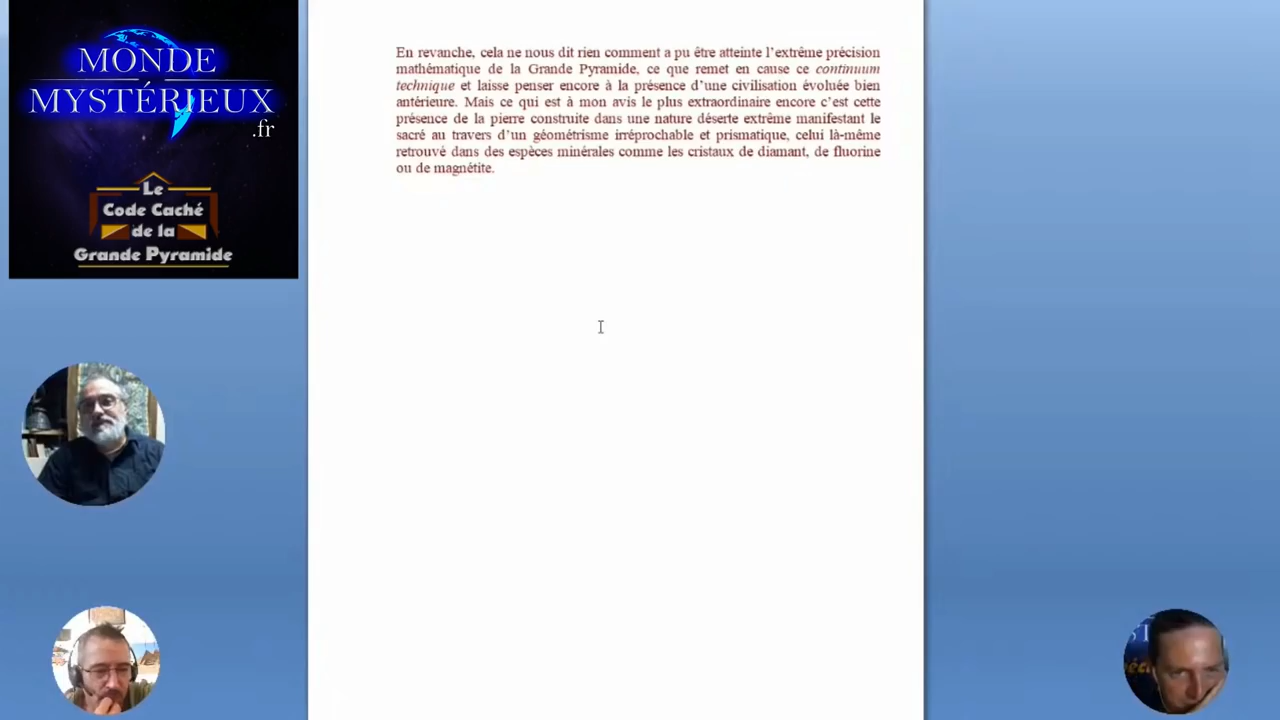 MONDE
MYSTÉRIEUX
.fr
Le
Code Caché
de la
Grande Pyramide
En revanche, cela ne nous dit rien comment a pu être atteinte l’extrême précision
mathématique de la Grande Pyramide, ce que remet en cause ce continuum
technique et laisse penser encore à la présence d’une civilisation évoluée bien
antérieure. Mais ce qui est à mon avis le plus extraordinaire encore c’est cette
présence de la pierre construite dans une nature déserte extrême manifestant le
sacré au travers d’un géométrisme irréprochable et prismatique, celui là-même
retrouvé dans des espèces minérales comme les cristaux de diamant, de fluorine
ou de magnétite.